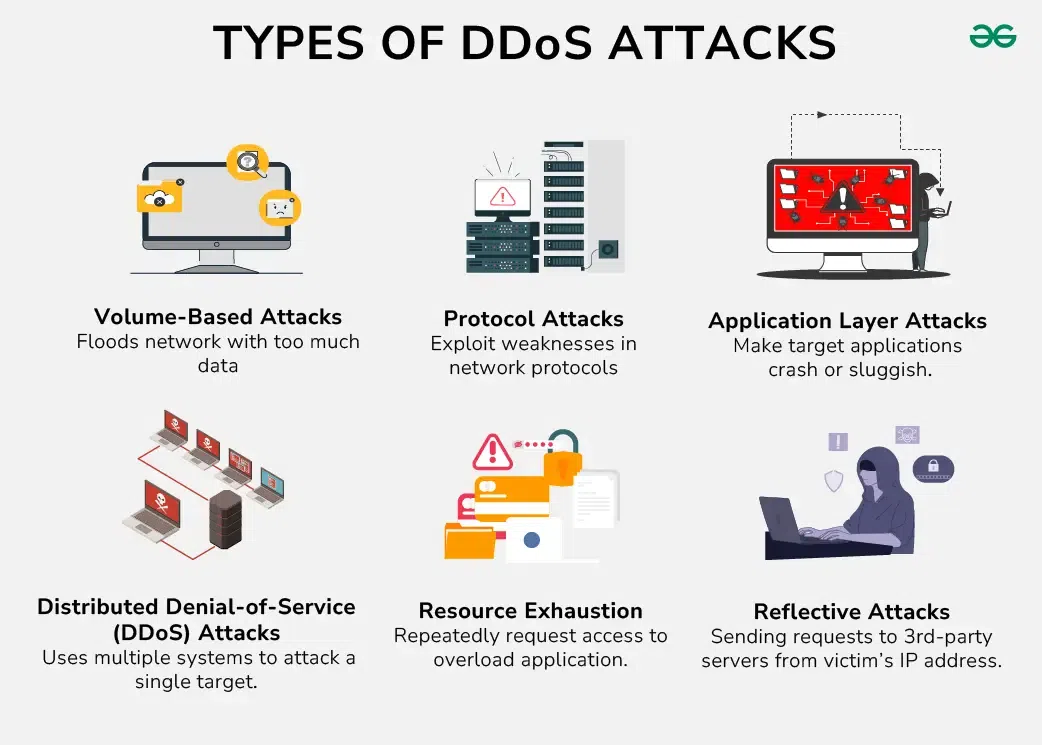 TYPES OF DDoS ATTACKS
Volume-Based Attacks
Floods network with too much
data
Protocol Attacks
Exploit weaknesses in
network protocols
Application Layer Attacks
Make target applications
crash or sluggish.
Distributed Denial-of-Service
(DDoS) Attacks
Uses multiple systems to attack a
single target.
Resource Exhaustion
Repeatedly request access to
overload application.
Reflective Attacks
Sending requests to 3rd-party
servers from victim's IP address.